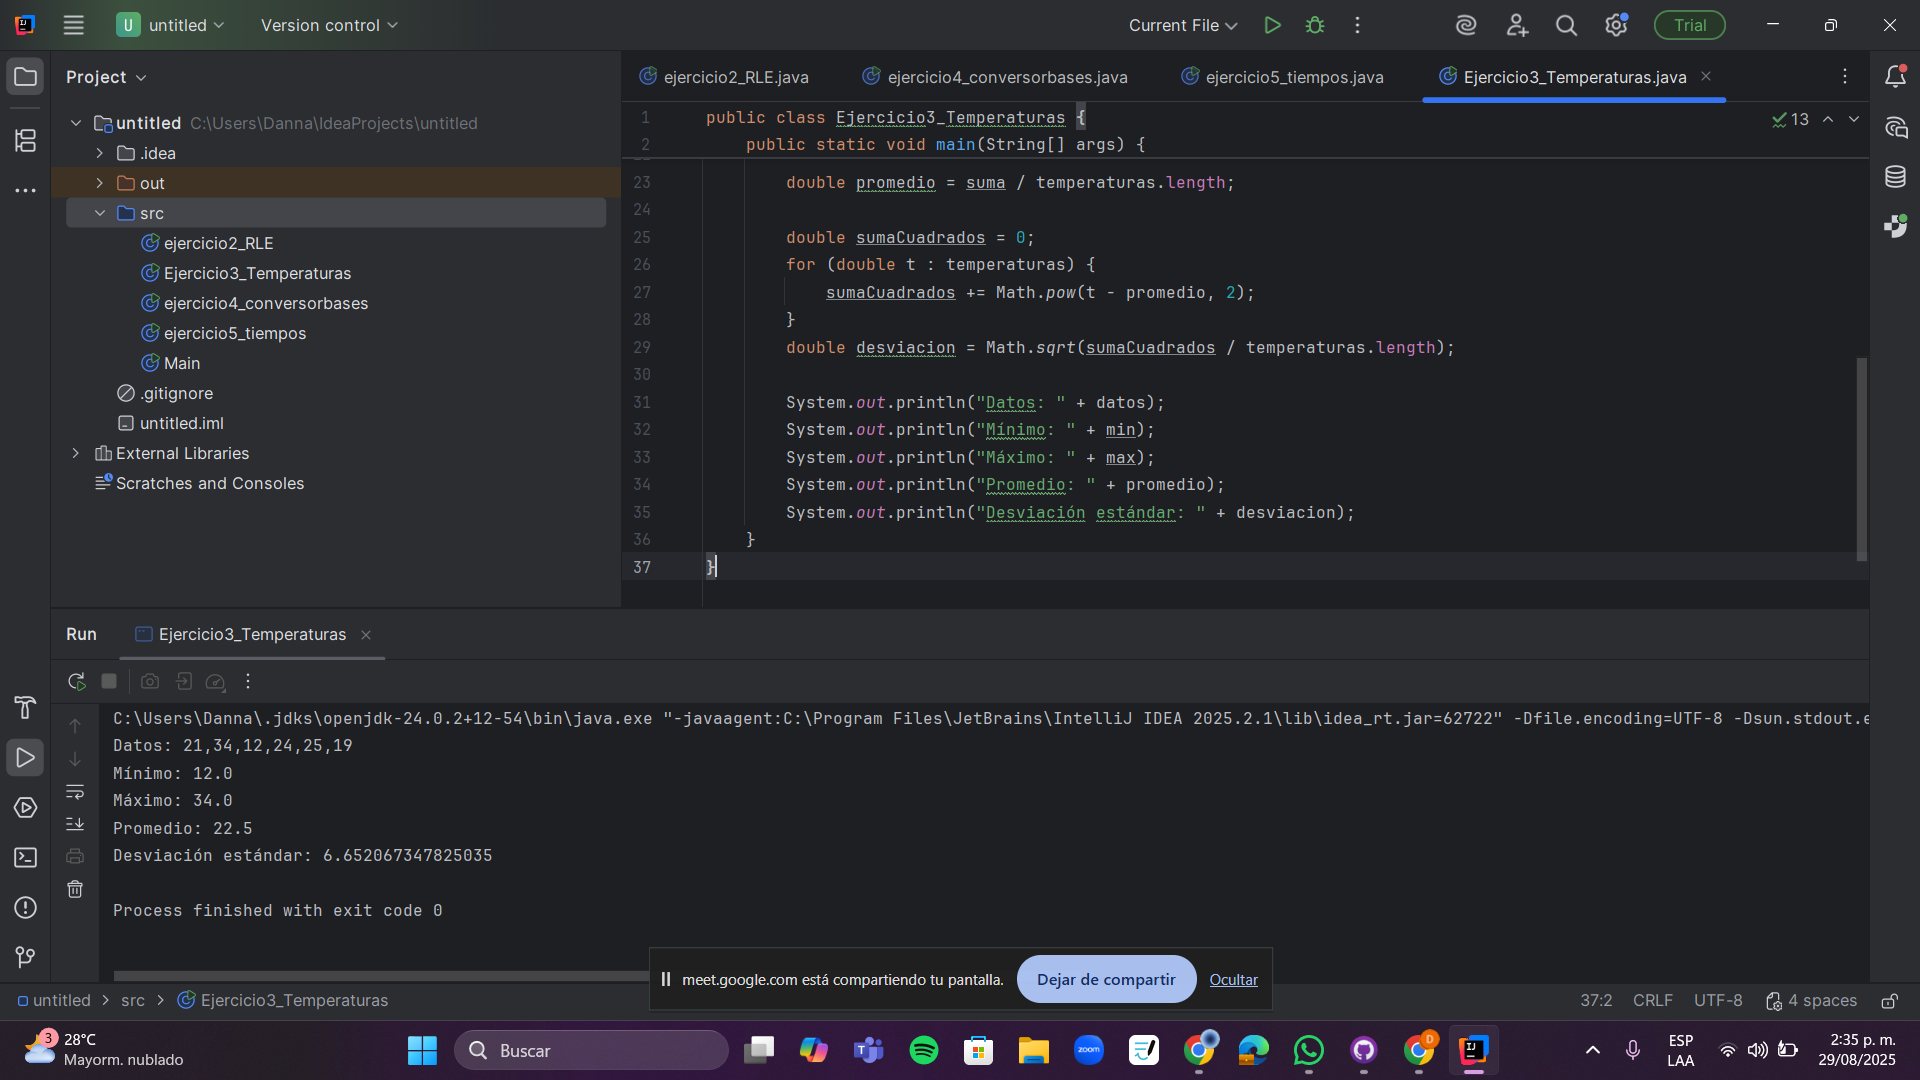 untitled
Version control
Current File
Trial
Project
untitled C:\Users\Danna\IdeaProjects\untitled
.idea
out
src
ejercicio2_RLE
Ejercicio3_Temperaturas
ejercicio4_conversorbases
ejercicio5_tiempos
Main
.gitignore
untitled.iml
External Libraries
Scratches and Consoles
ejercicio2_RLE.java
ejercicio4_conversorbases.java
ejercicio5_tiempos.java
Ejercicio3_Temperaturas.java
13
1 public class Ejercicio3_Temperaturas {
2 public static void main(String[] args) {
23 double promedio = suma / temperaturas.length;
24
25 double sumaCuadrados = 0;
26 for (double t : temperaturas) {
27 sumaCuadrados += Math.pow(t - promedio, 2);
28 }
29 double desviacion = Math.sqrt(sumaCuadrados / temperaturas.length);
30
31 System.out.println("Datos: " + datos);
32 System.out.println("Mínimo: " + min);
33 System.out.println("Máximo: " + max);
34 System.out.println("Promedio: " + promedio);
35 System.out.println("Desviación estándar: " + desviacion);
36 }
37 }
Run
Ejercicio3_Temperaturas
C:\Users\Danna\.jdks\openjdk-24.0.2+12-54\bin\java.exe "-javaagent:C:\Program Files\JetBrains\IntelliJ IDEA 2025.2.1\lib\idea_rt.jar=62722" -Dfile.encoding=UTF-8 -Dsun.stdout.e
Datos: 21,34,12,24,25,19
Mínimo: 12.0
Máximo: 34.0
Promedio: 22.5
Desviación estándar: 6.652067347825035
Process finished with exit code 0
meet.google.com está compartiendo tu pantalla.
Dejar de compartir
Ocultar
untitled > src > Ejercicio3_Temperaturas
37:2 CRLF UTF-8 4 spaces
3
28°C
Mayorm. nublado
Buscar
zoom
D
ESP
LAA
2:35 p. m.
29/08/2025